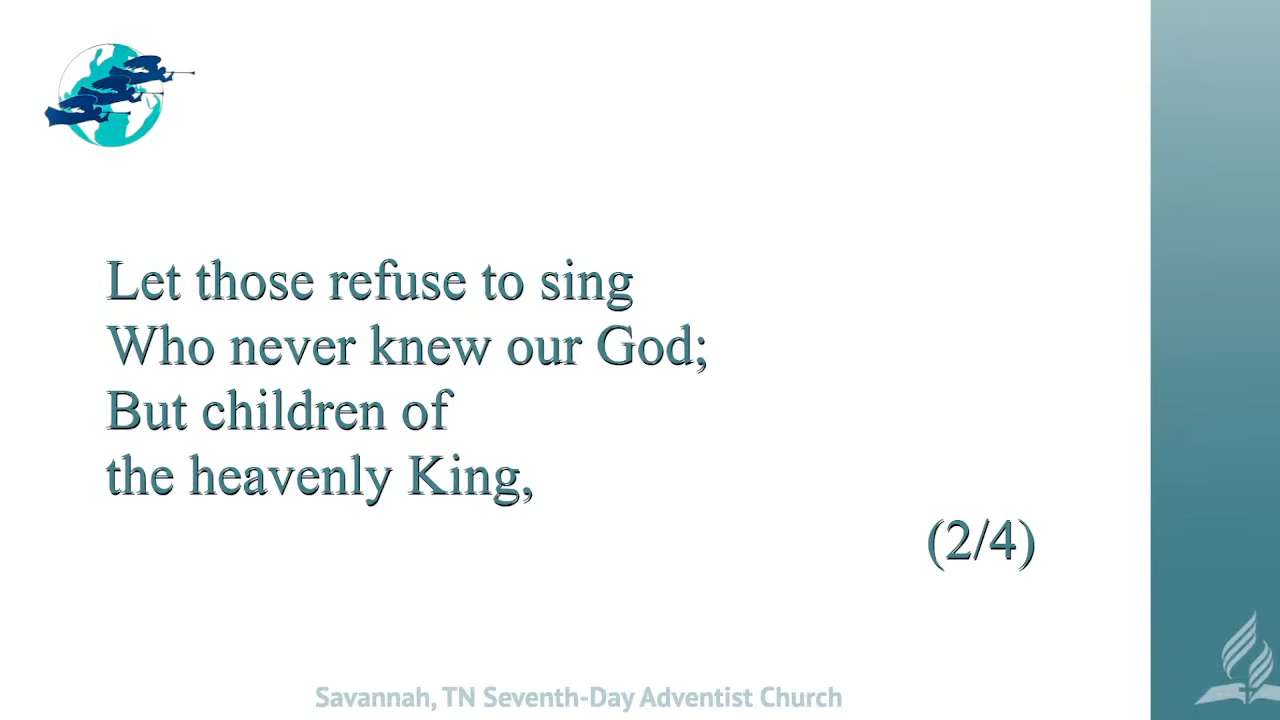 Let those refuse to sing
Who never knew our God;
But children of
the heavenly King,
(2/4)
Savannah, TN Seventh-Day Adventist Church